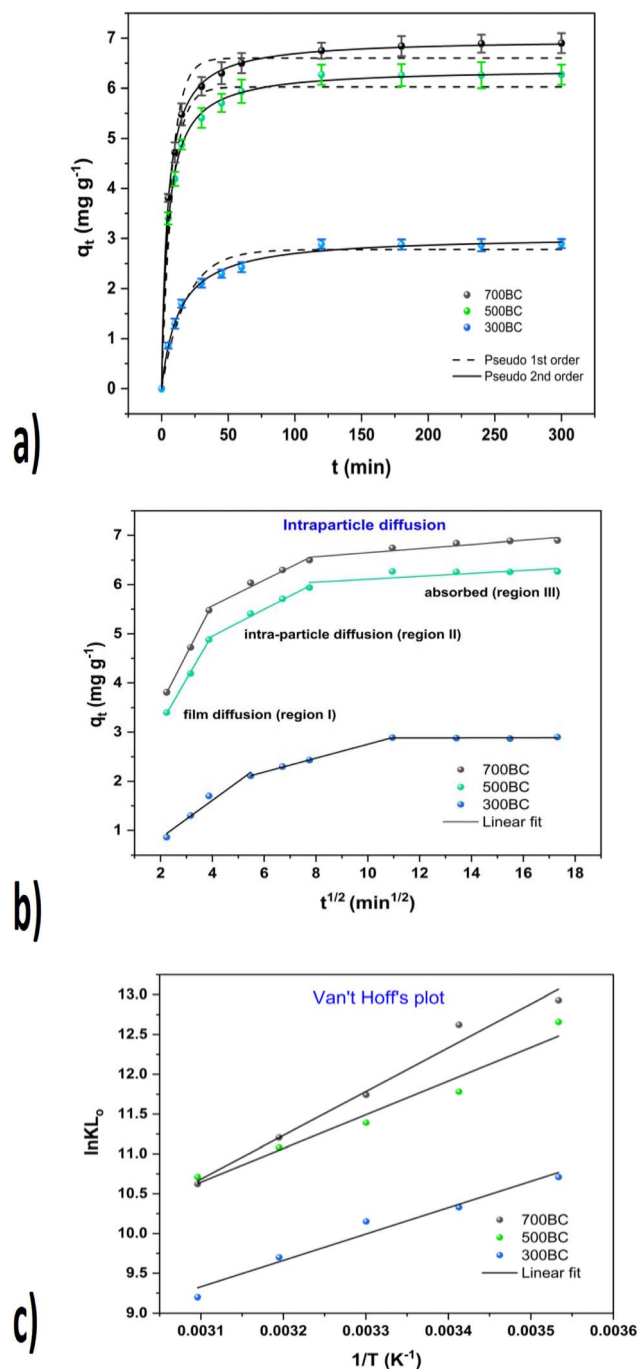 7
6
5
4
3
2
1
0
qt (mg g-1)
700BC
500BC
300BC
Pseudo 1st order
Pseudo 2nd order
0 50 100 150 200 250 300
t (min)
a)
Intraparticle diffusion
7
6
5
4
3
2
1
qt (mg g-1)
absorbed (region III)
intra-particle diffusion (region II)
film diffusion (region I)
700BC
500BC
300BC
Linear fit
2 4 6 8 10 12 14 16 18
t1/2 (min1/2)
b)
Van't Hoff's plot
13.0
12.5
12.0
11.5
11.0
10.5
10.0
9.5
9.0
lnKLo
700BC
500BC
300BC
Linear fit
0.0031 0.0032 0.0033 0.0034 0.0035 0.0036
1/T (K-1)
c)